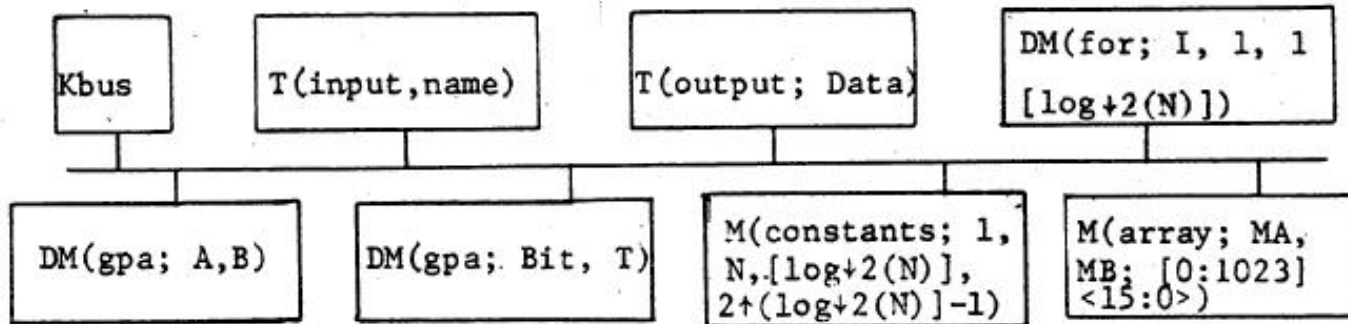 Kbus
T(input,name)
T(output; Data)
DM(for; I, 1, 1
[log↓2(N)])
DM(gpa; A,B)
DM(gpa; Bit, T)
M(constants; 1,
N, [log↓2(N)],
2↑(log↓2(N)]-1)
M(array; MA,
MB; [0:1023]
<15:0>)